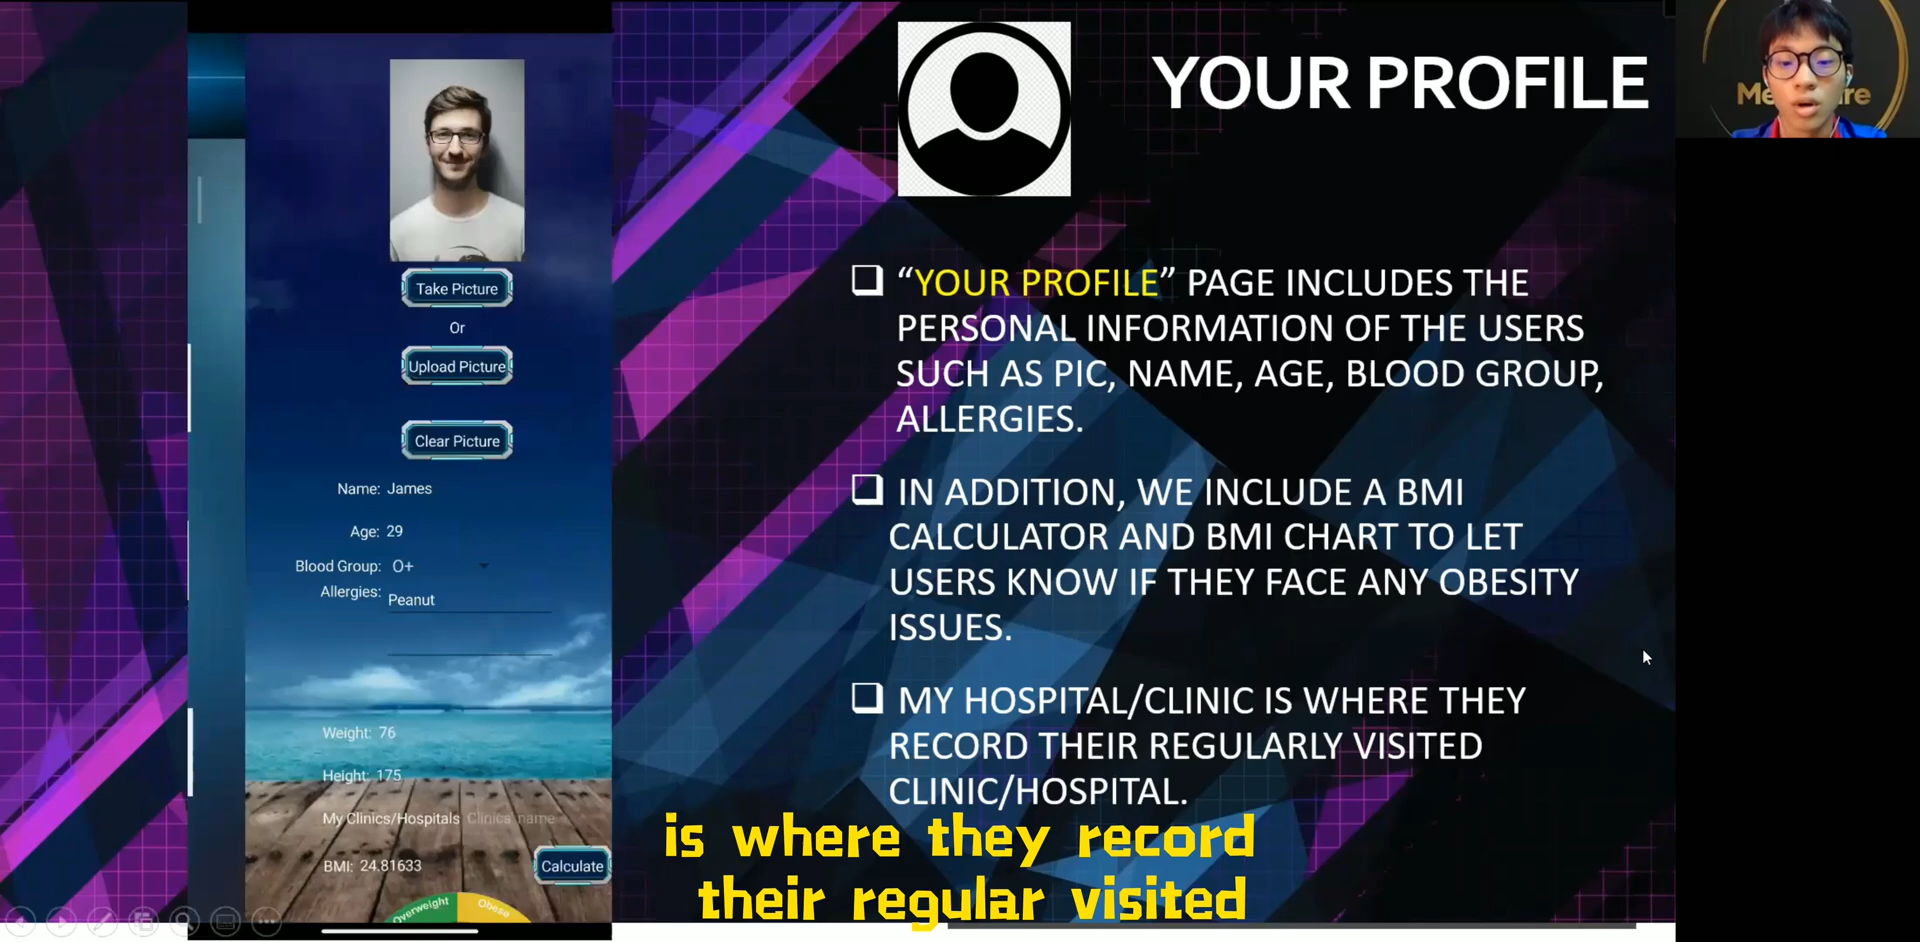 YOUR PROFILE
Take Picture
Or
Upload Picture
Clear Picture
Name: James
Age: 29
Blood Group: O+
Allergies: Peanut
Weight: 76
Height: 175
My Clinics/Hospitals Clinics name
BMI: 24.81633
Calculate
Overweight
Obese
“YOUR PROFILE” PAGE INCLUDES THE
PERSONAL INFORMATION OF THE USERS
SUCH AS PIC, NAME, AGE, BLOOD GROUP,
ALLERGIES.
IN ADDITION, WE INCLUDE A BMI
CALCULATOR AND BMI CHART TO LET
USERS KNOW IF THEY FACE ANY OBESITY
ISSUES.
MY HOSPITAL/CLINIC IS WHERE THEY
RECORD THEIR REGULARLY VISITED
CLINIC/HOSPITAL.
is where they record
their regular visited